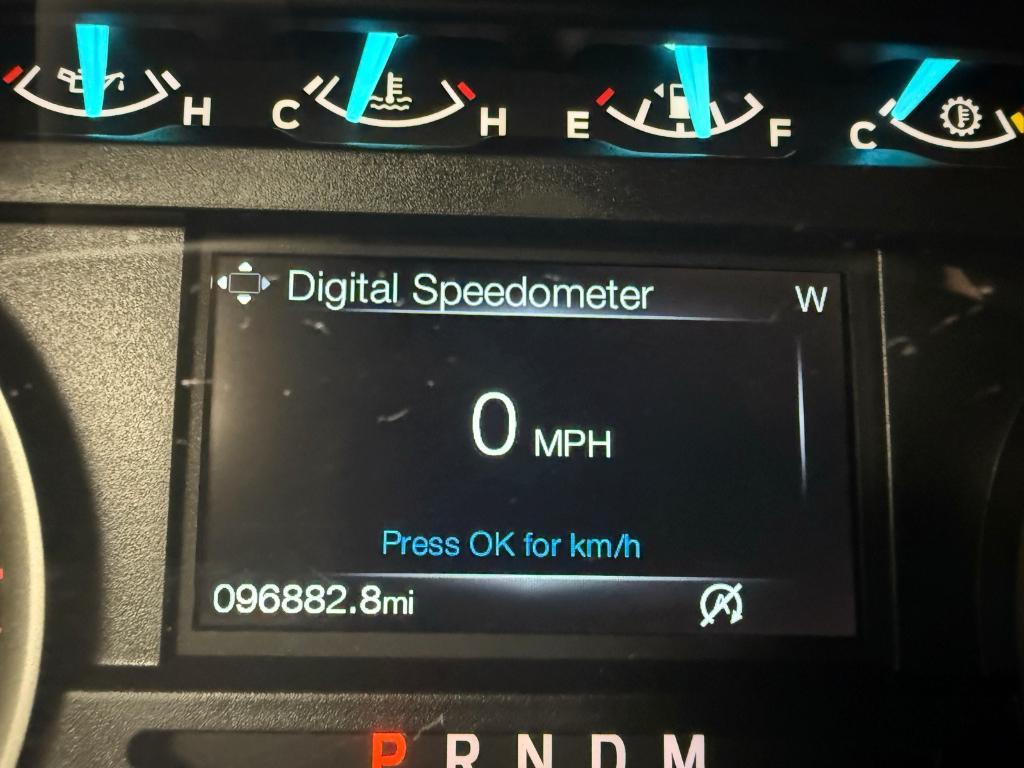 H C H E F C
Digital Speedometer W
0 MPH
Press OK for km/h
096882.8mi
P R N D M